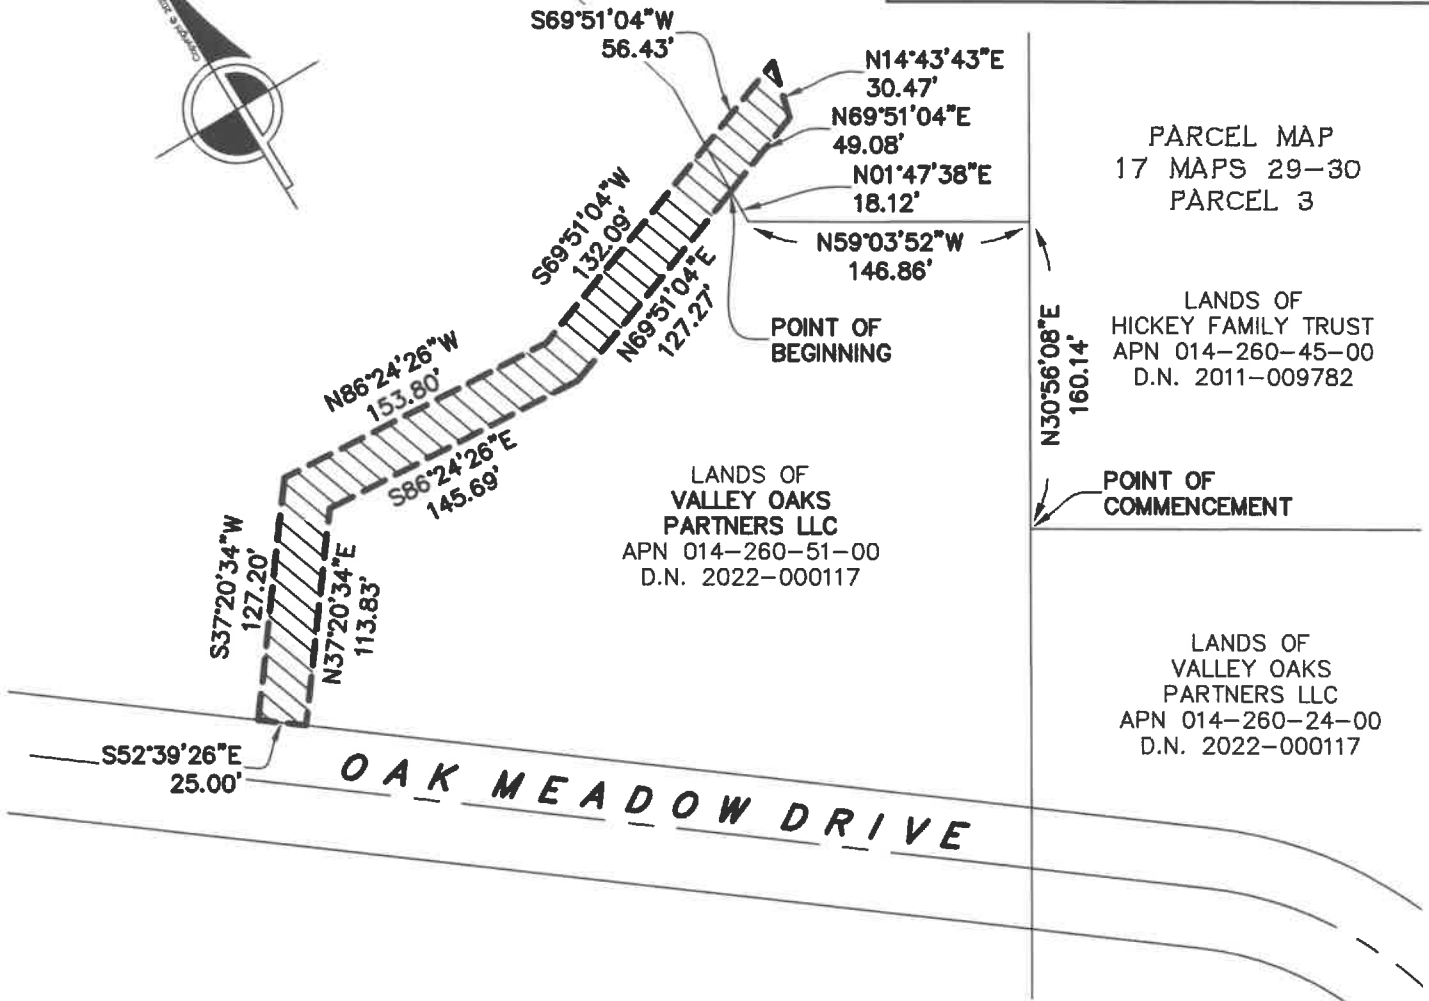 S69°51'04"W
56.43'
N14°43'43"E
30.47'
N69°51'04"E
49.08'
N01°47'38"E
18.12'
N59°03'52"W
146.86'
PARCEL MAP
17 MAPS 29-30
PARCEL 3
LANDS OF
HICKEY FAMILY TRUST
APN 014-260-45-00
D.N. 2011-009782
N30°56'08"E
160.14'
POINT OF
COMMENCEMENT
POINT OF
BEGINNING
S69°51'04"W
132.09'
N69°51'04"E
127.27'
N86°24'26"W
153.80'
S86°24'26"E
145.69'
LANDS OF
VALLEY OAKS
PARTNERS LLC
APN 014-260-51-00
D.N. 2022-000117
S37°20'34"W
127.20'
N37°20'34"E
113.83'
LANDS OF
VALLEY OAKS
PARTNERS LLC
APN 014-260-24-00
D.N. 2022-000117
S52°39'26"E
25.00'
OAK MEADOW DRIVE
Copyright ©